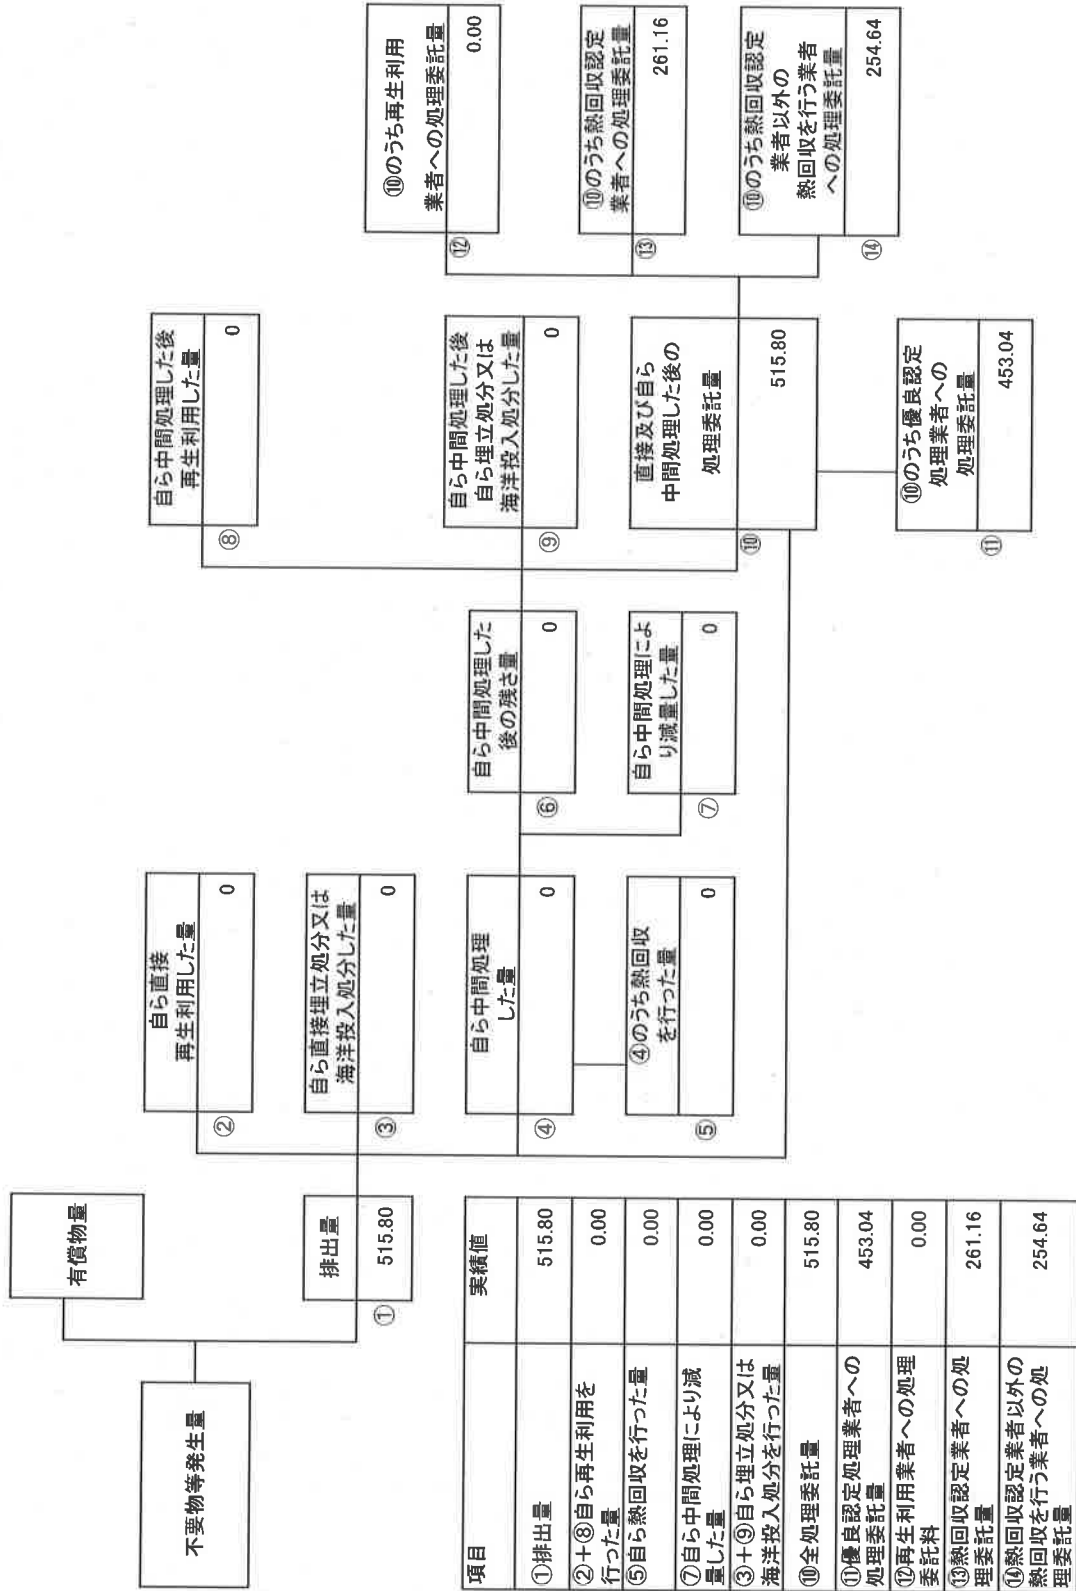 不要物等発生量
有償物量
排出量
①
515.80
自ら直接
再生利用した量
②
0
自ら直接埋立処分又は
海洋投入処分した量
③
0
自ら中間処理
した量
④
0
④のうち熱回収
を行った量
⑤
0
自ら中間処理した
後の残さ量
⑥
0
自ら中間処理によ
り減量した量
⑦
0
自ら中間処理した後
再生利用した量
⑧
0
自ら中間処理した後
自ら埋立処分又は
海洋投入処分した量
⑨
0
直接及び自ら
中間処理した後の
処理委託量
⑩
515.80
⑩のうち優良認定
処理業者への
処理委託量
⑪
453.04
⑩のうち再生利用
業者への処理委託量
⑫
0.00
⑩のうち熱回収認定
業者への処理委託量
⑬
261.16
⑩のうち熱回収認定
業者以外の
熱回収を行う業者
への処理委託量
⑭
254.64
項目 実績値
①排出量 515.80
②+⑧自ら再生利用を
行った量 0.00
⑤自ら熱回収を行った量 0.00
⑦自ら中間処理により減
量した量 0.00
③+⑨自ら埋立処分又は
海洋投入処分を行った量 0.00
⑩全処理委託量 515.80
⑪優良認定処理業者への
処理委託量 453.04
⑫再生利用業者への処理
委託料 0.00
⑬熱回収認定業者への処
理委託量 261.16
⑭熱回収認定業者以外の
熱回収を行う業者への処
理委託量 254.64